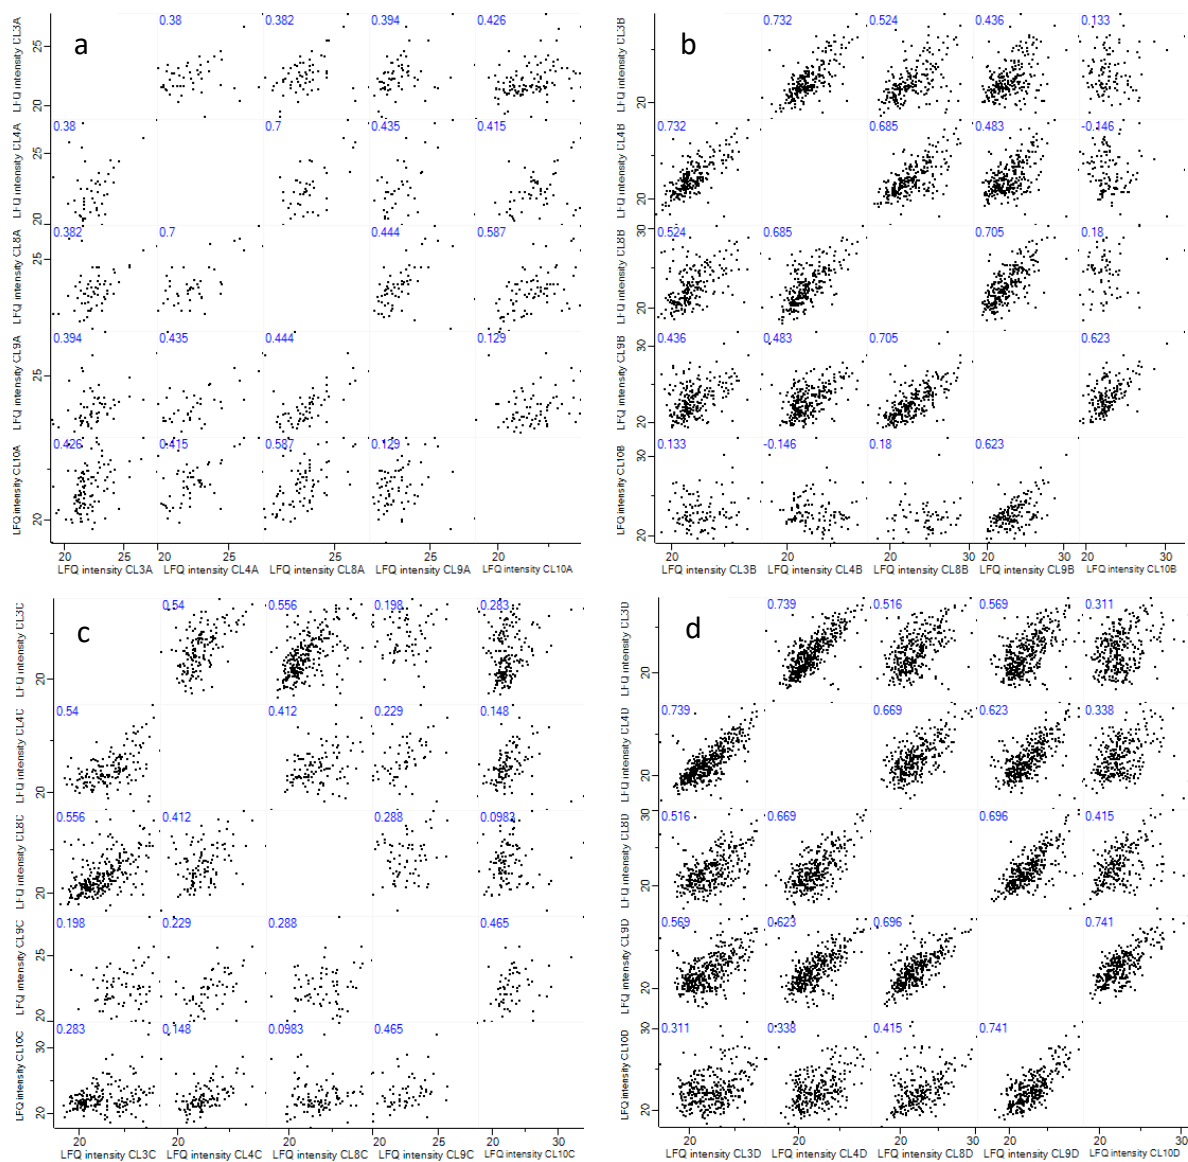 a
0.38 0.382 0.394 0.426
LFQ intensity CL3A
25
20
0.38 0.7 0.435 0.415
LFQ intensity CL4A
25
20
0.382 0.7 0.444 0.587
LFQ intensity CL8A
25
0.394 0.435 0.444 0.129
LFQ intensity CL9A
25
0.426 0.415 0.587 0.129
LFQ intensity CL10A
20
20 25 20 25 25 25 20
LFQ intensity CL3A LFQ intensity CL4A LFQ intensity CL8A LFQ intensity CL9A LFQ intensity CL10A
b
0.732 0.524 0.436 0.133
LFQ intensity CL3B
20
0.732 0.685 0.483 -0.146
LFQ intensity CL4B
20
0.524 0.685 0.705 0.18
LFQ intensity CL8B
30
20
0.436 0.483 0.705 0.623
LFQ intensity CL9B
30
20
0.133 -0.146 0.18 0.623
LFQ intensity CL10B
30
20
20 20 20 30 20 30 30
LFQ intensity CL3B LFQ intensity CL4B LFQ intensity CL8B LFQ intensity CL9B LFQ intensity CL10B
c
0.54 0.556 0.198 0.283
LFQ intensity CL3C
20
0.54 0.412 0.229 0.148
LFQ intensity CL4C
20
0.556 0.412 0.288 0.0983
LFQ intensity CL8C
20
0.198 0.229 0.288 0.465
LFQ intensity CL9C
25
20
0.283 0.148 0.0983 0.465
LFQ intensity CL10C
30
20
20 20 20 20 25 20 30
LFQ intensity CL3C LFQ intensity CL4C LFQ intensity CL8C LFQ intensity CL9C LFQ intensity CL10C
d
0.739 0.516 0.569 0.311
LFQ intensity CL3D
20
0.739 0.669 0.623 0.338
LFQ intensity CL4D
20
0.516 0.669 0.696 0.415
LFQ intensity CL8D
30
20
0.569 0.623 0.696 0.741
LFQ intensity CL9D
20
0.311 0.338 0.415 0.741
LFQ intensity CL10D
30
20
20 20 20 30 20 20 30
LFQ intensity CL3D LFQ intensity CL4D LFQ intensity CL8D LFQ intensity CL9D LFQ intensity CL10D